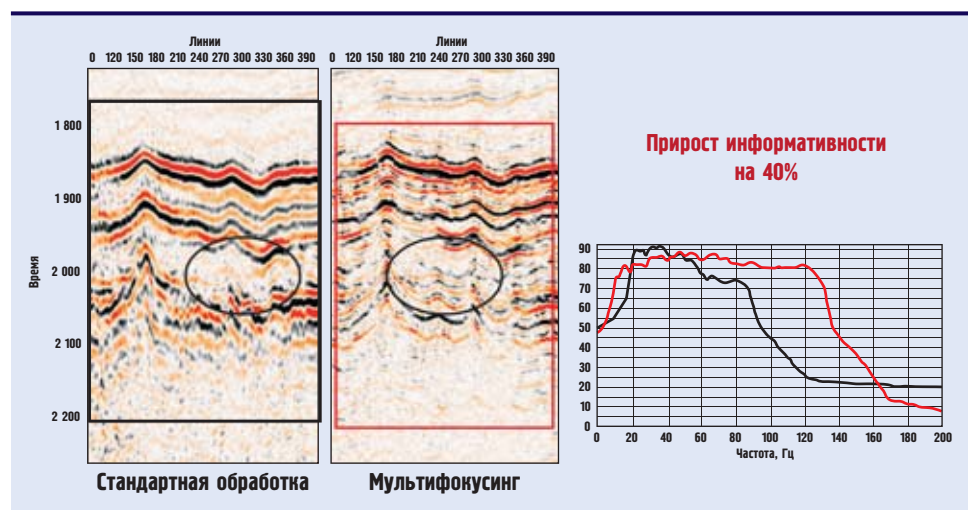 Линии
0 120 150 160 180 210 240 270 300 330 360 390
Линии
0 120 150 160 180 210 240 270 300 330 360 390
Время
1 800
1 900
2 000
2 100
2 200
Стандартная обработка
Мультифокусинг
Прирост информативности
на 40%
90
80
70
60
50
40
30
20
10
0
0 20 40 60 80 100 120 140 160 180 200
Частота, Гц